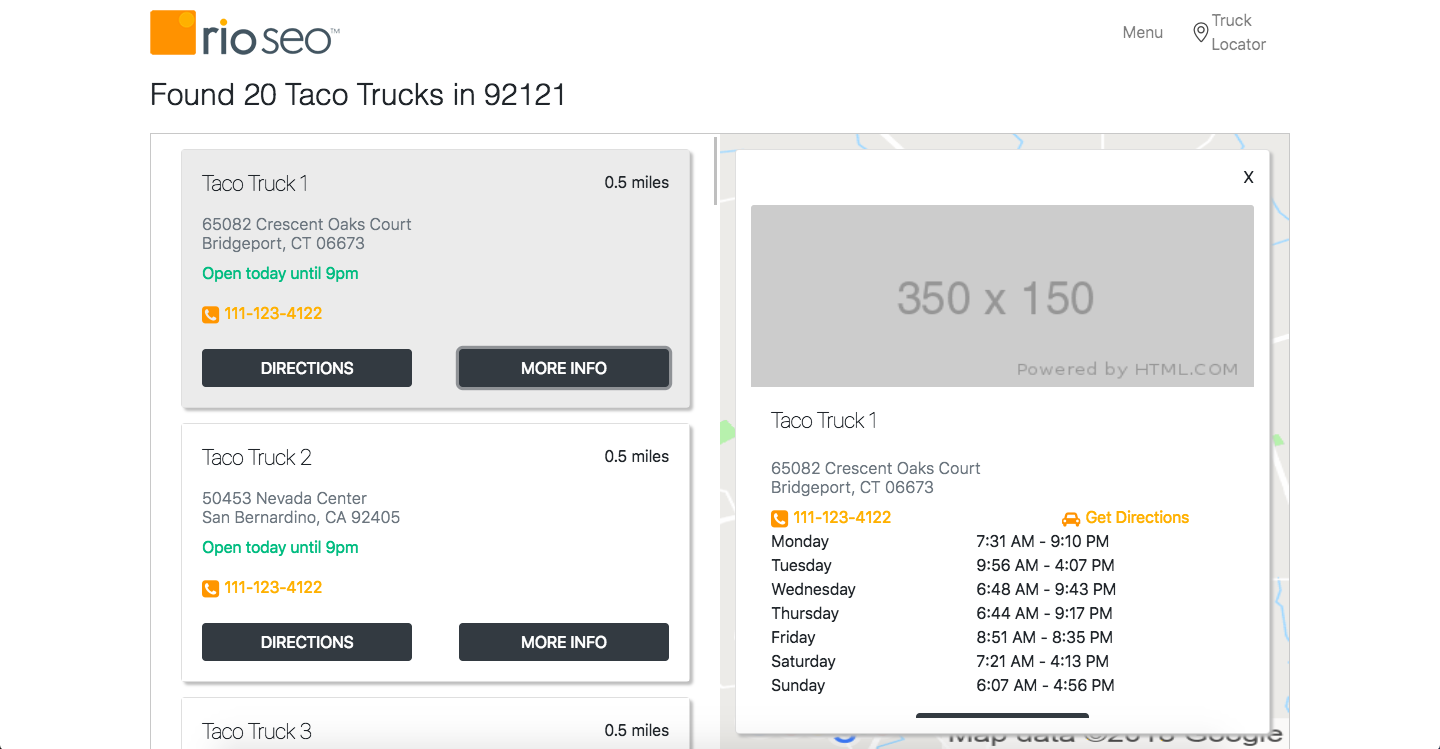 rio seo™
Menu
Truck
Locator
Found 20 Taco Trucks in 92121
Taco Truck 1
0.5 miles
65082 Crescent Oaks Court
Bridgeport, CT 06673
Open today until 9pm
111-123-4122
DIRECTIONS
MORE INFO
Taco Truck 2
0.5 miles
50453 Nevada Center
San Bernardino, CA 92405
Open today until 9pm
111-123-4122
DIRECTIONS
MORE INFO
Taco Truck 3
0.5 miles
X
350 x 150
Powered by HTML.COM
Taco Truck 1
65082 Crescent Oaks Court
Bridgeport, CT 06673
111-123-4122
Get Directions
Monday 7:31 AM - 9:10 PM
Tuesday 9:56 AM - 4:07 PM
Wednesday 6:48 AM - 9:43 PM
Thursday 6:44 AM - 9:17 PM
Friday 8:51 AM - 8:35 PM
Saturday 7:21 AM - 4:13 PM
Sunday 6:07 AM - 4:56 PM
Map data ©2018 Google